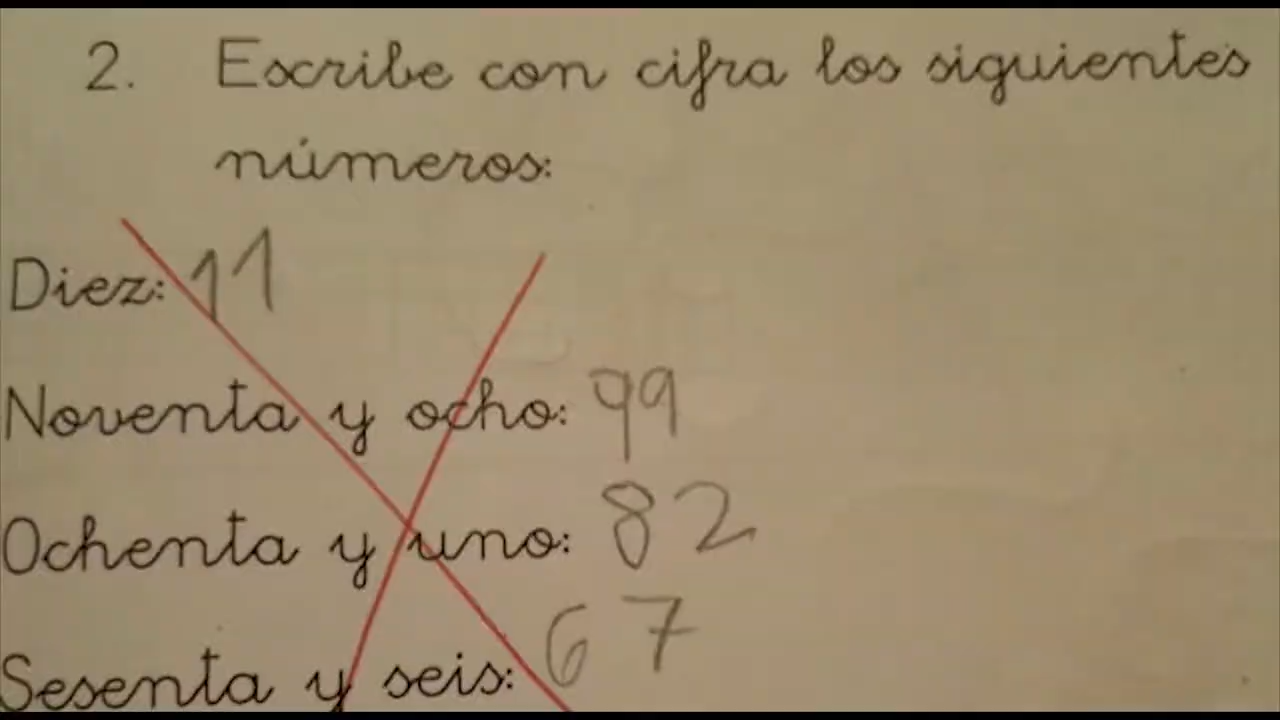 2. Escribe con cifra los siguientes
números:
Diez: 11
Noventa y ocho: 99
Ochenta y uno: 82
Sesenta y seis: 67